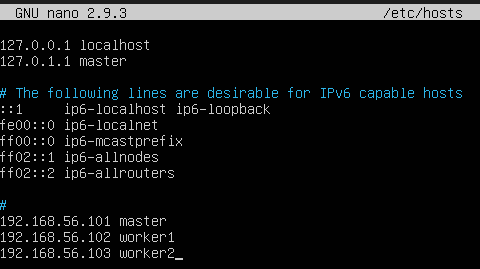 GNU nano 2.9.3 /etc/hosts
127.0.0.1 localhost
127.0.1.1 master
# The following lines are desirable for IPv6 capable hosts
::1     ip6-localhost ip6-loopback
fe00::0 ip6-localnet
ff00::0 ip6-mcastprefix
ff02::1 ip6-allnodes
ff02::2 ip6-allrouters
#
192.168.56.101 master
192.168.56.102 worker1
192.168.56.103 worker2